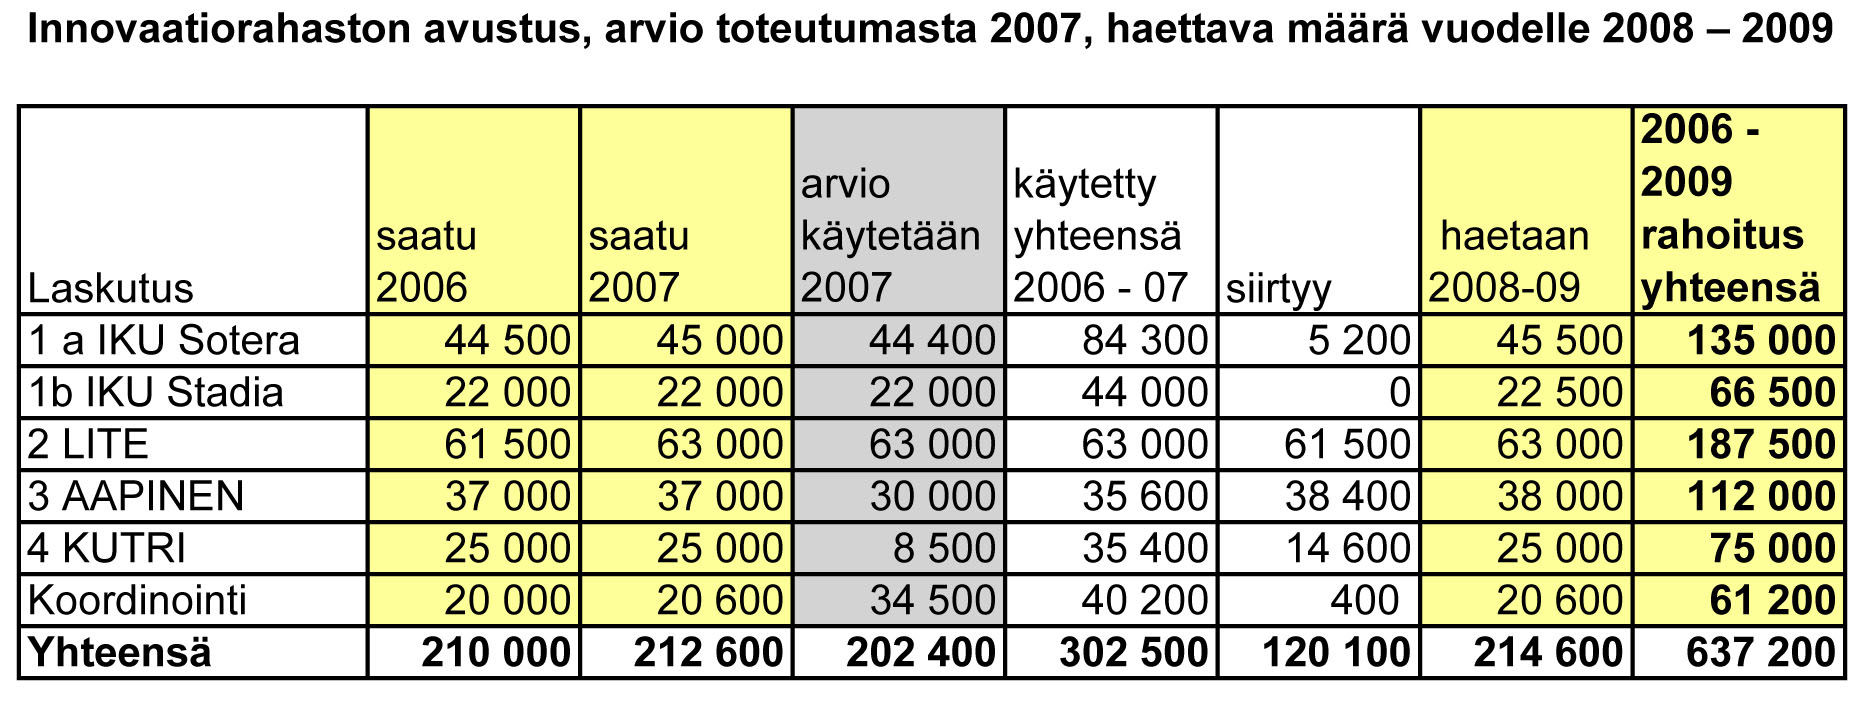 Innovaatiorahaston avustus, arvio toteutumasta 2007, haettava määrä vuodelle 2008 – 2009
Laskutus saatu 2006 saatu 2007 arvio käytetään 2007 käytetty yhteensä 2006 - 07 siirtyy haetaan 2008-09 2006 - 2009 rahoitus yhteensä
1 a IKU Sotera 44 500 45 000 44 400 84 300 5 200 45 500 135 000
1b IKU Stadia 22 000 22 000 22 000 44 000 0 22 500 66 500
2 LITE 61 500 63 000 63 000 63 000 61 500 63 000 187 500
3 AAPINEN 37 000 37 000 30 000 35 600 38 400 38 000 112 000
4 KUTRI 25 000 25 000 8 500 35 400 14 600 25 000 75 000
Koordinointi 20 000 20 600 34 500 40 200 400 20 600 61 200
Yhteensä 210 000 212 600 202 400 302 500 120 100 214 600 637 200